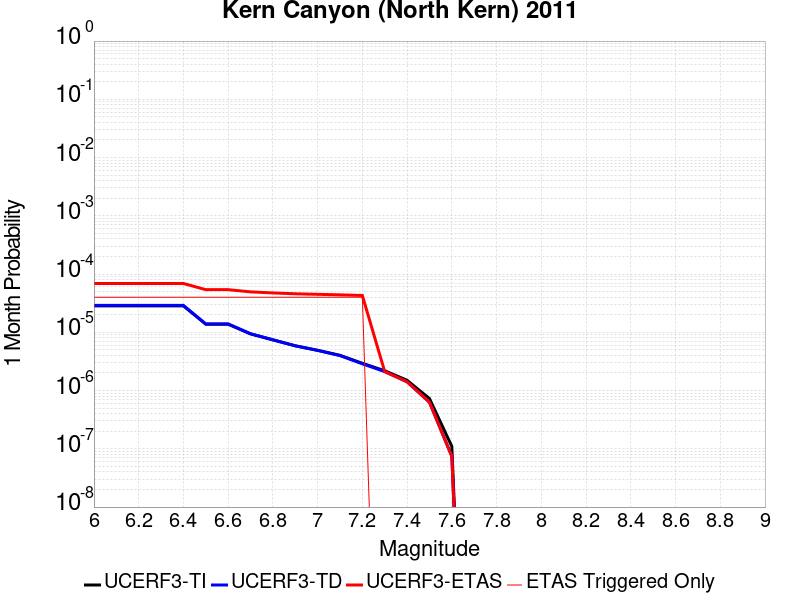 Kern Canyon (North Kern) 2011
10^0
10^-1
10^-2
10^-3
10^-4
10^-5
10^-6
10^-7
10^-8
1 Month Probability
6 6.2 6.4 6.6 6.8 7 7.2 7.4 7.6 7.8 8 8.2 8.4 8.6 8.8 9
Magnitude
UCERF3-TI UCERF3-TD UCERF3-ETAS ETAS Triggered Only